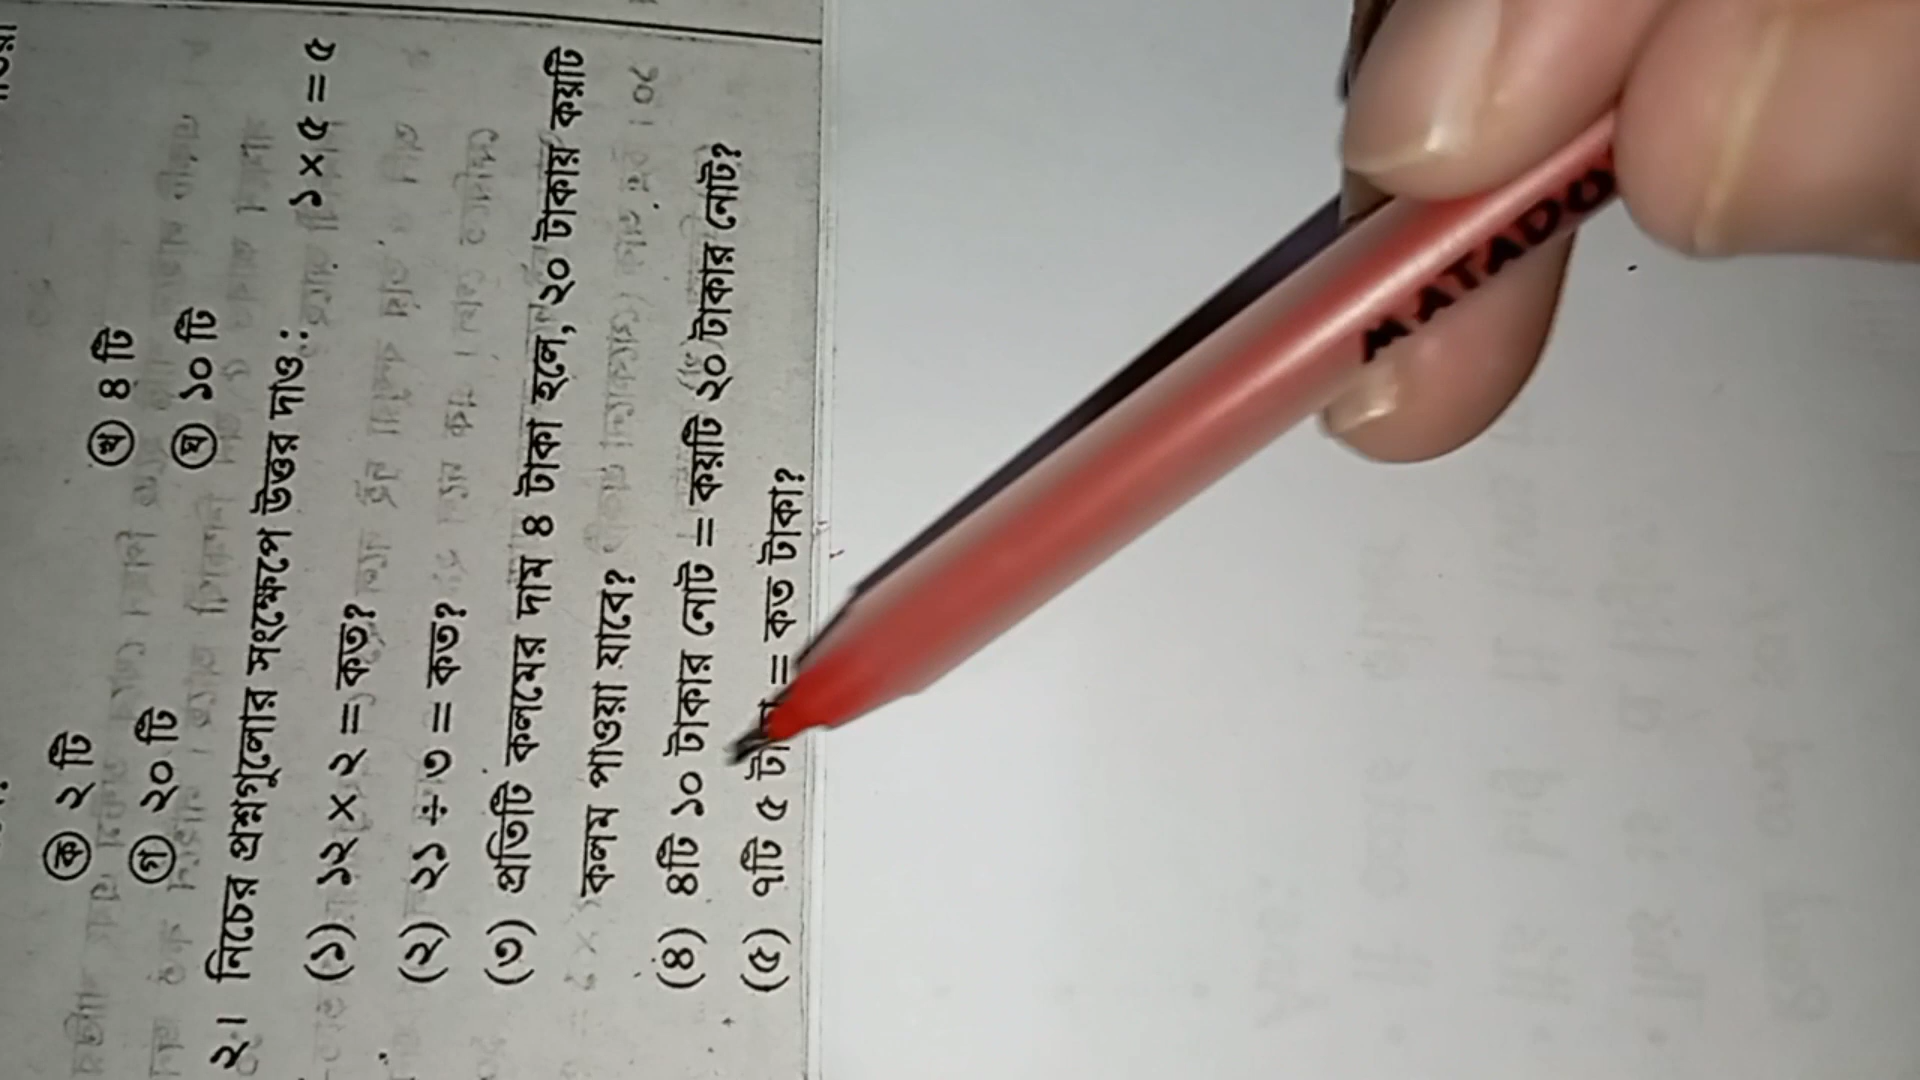 ক ২ টি খ ৪ টি
গ ২০ টি ঘ ১০ টি
২। নিচের প্রশ্নগুলোর সংক্ষেপে উত্তর দাও : ১ × ৫ = ৫
(১) ১২ × ২ = কত?
(২) ২১ ÷ ৩ = কত?
(৩) প্রতিটি কলমের দাম ৪ টাকা হলে, ২০ টাকায় কয়টি
কলম পাওয়া যাবে?
(৪) ৪টি ১০ টাকার নোট = কয়টি ২০ টাকার নোট?
(৫) ৭টি ৫ = কত টাকা?
MATADO